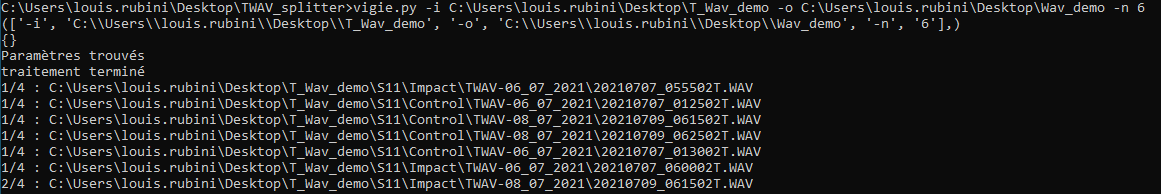 C:\Users\louis.rubini\Desktop\TWAV_splitter>vigie.py -i C:\Users\louis.rubini\Desktop\T_Wav_demo -o C:\Users\louis.rubini\Desktop\Wav_demo -n 6
(['-i', 'C:\\Users\\louis.rubini\\Desktop\\T_Wav_demo', '-o', 'C:\\Users\\louis.rubini\\Desktop\\Wav_demo', '-n', '6'],)
{}
Paramètres trouvés
traitement terminé
1/4 : C:\Users\louis.rubini\Desktop\T_Wav_demo\S11\Impact\TWAV-06_07_2021\20210707_055502T.WAV
1/4 : C:\Users\louis.rubini\Desktop\T_Wav_demo\S11\Control\TWAV-06_07_2021\20210707_012502T.WAV
1/4 : C:\Users\louis.rubini\Desktop\T_Wav_demo\S11\Control\TWAV-08_07_2021\20210709_061502T.WAV
1/4 : C:\Users\louis.rubini\Desktop\T_Wav_demo\S11\Control\TWAV-08_07_2021\20210709_062502T.WAV
1/4 : C:\Users\louis.rubini\Desktop\T_Wav_demo\S11\Control\TWAV-06_07_2021\20210707_013002T.WAV
1/4 : C:\Users\louis.rubini\Desktop\T_Wav_demo\S11\Impact\TWAV-06_07_2021\20210707_060002T.WAV
2/4 : C:\Users\louis.rubini\Desktop\T_Wav_demo\S11\Impact\TWAV-08_07_2021\20210709_061502T.WAV